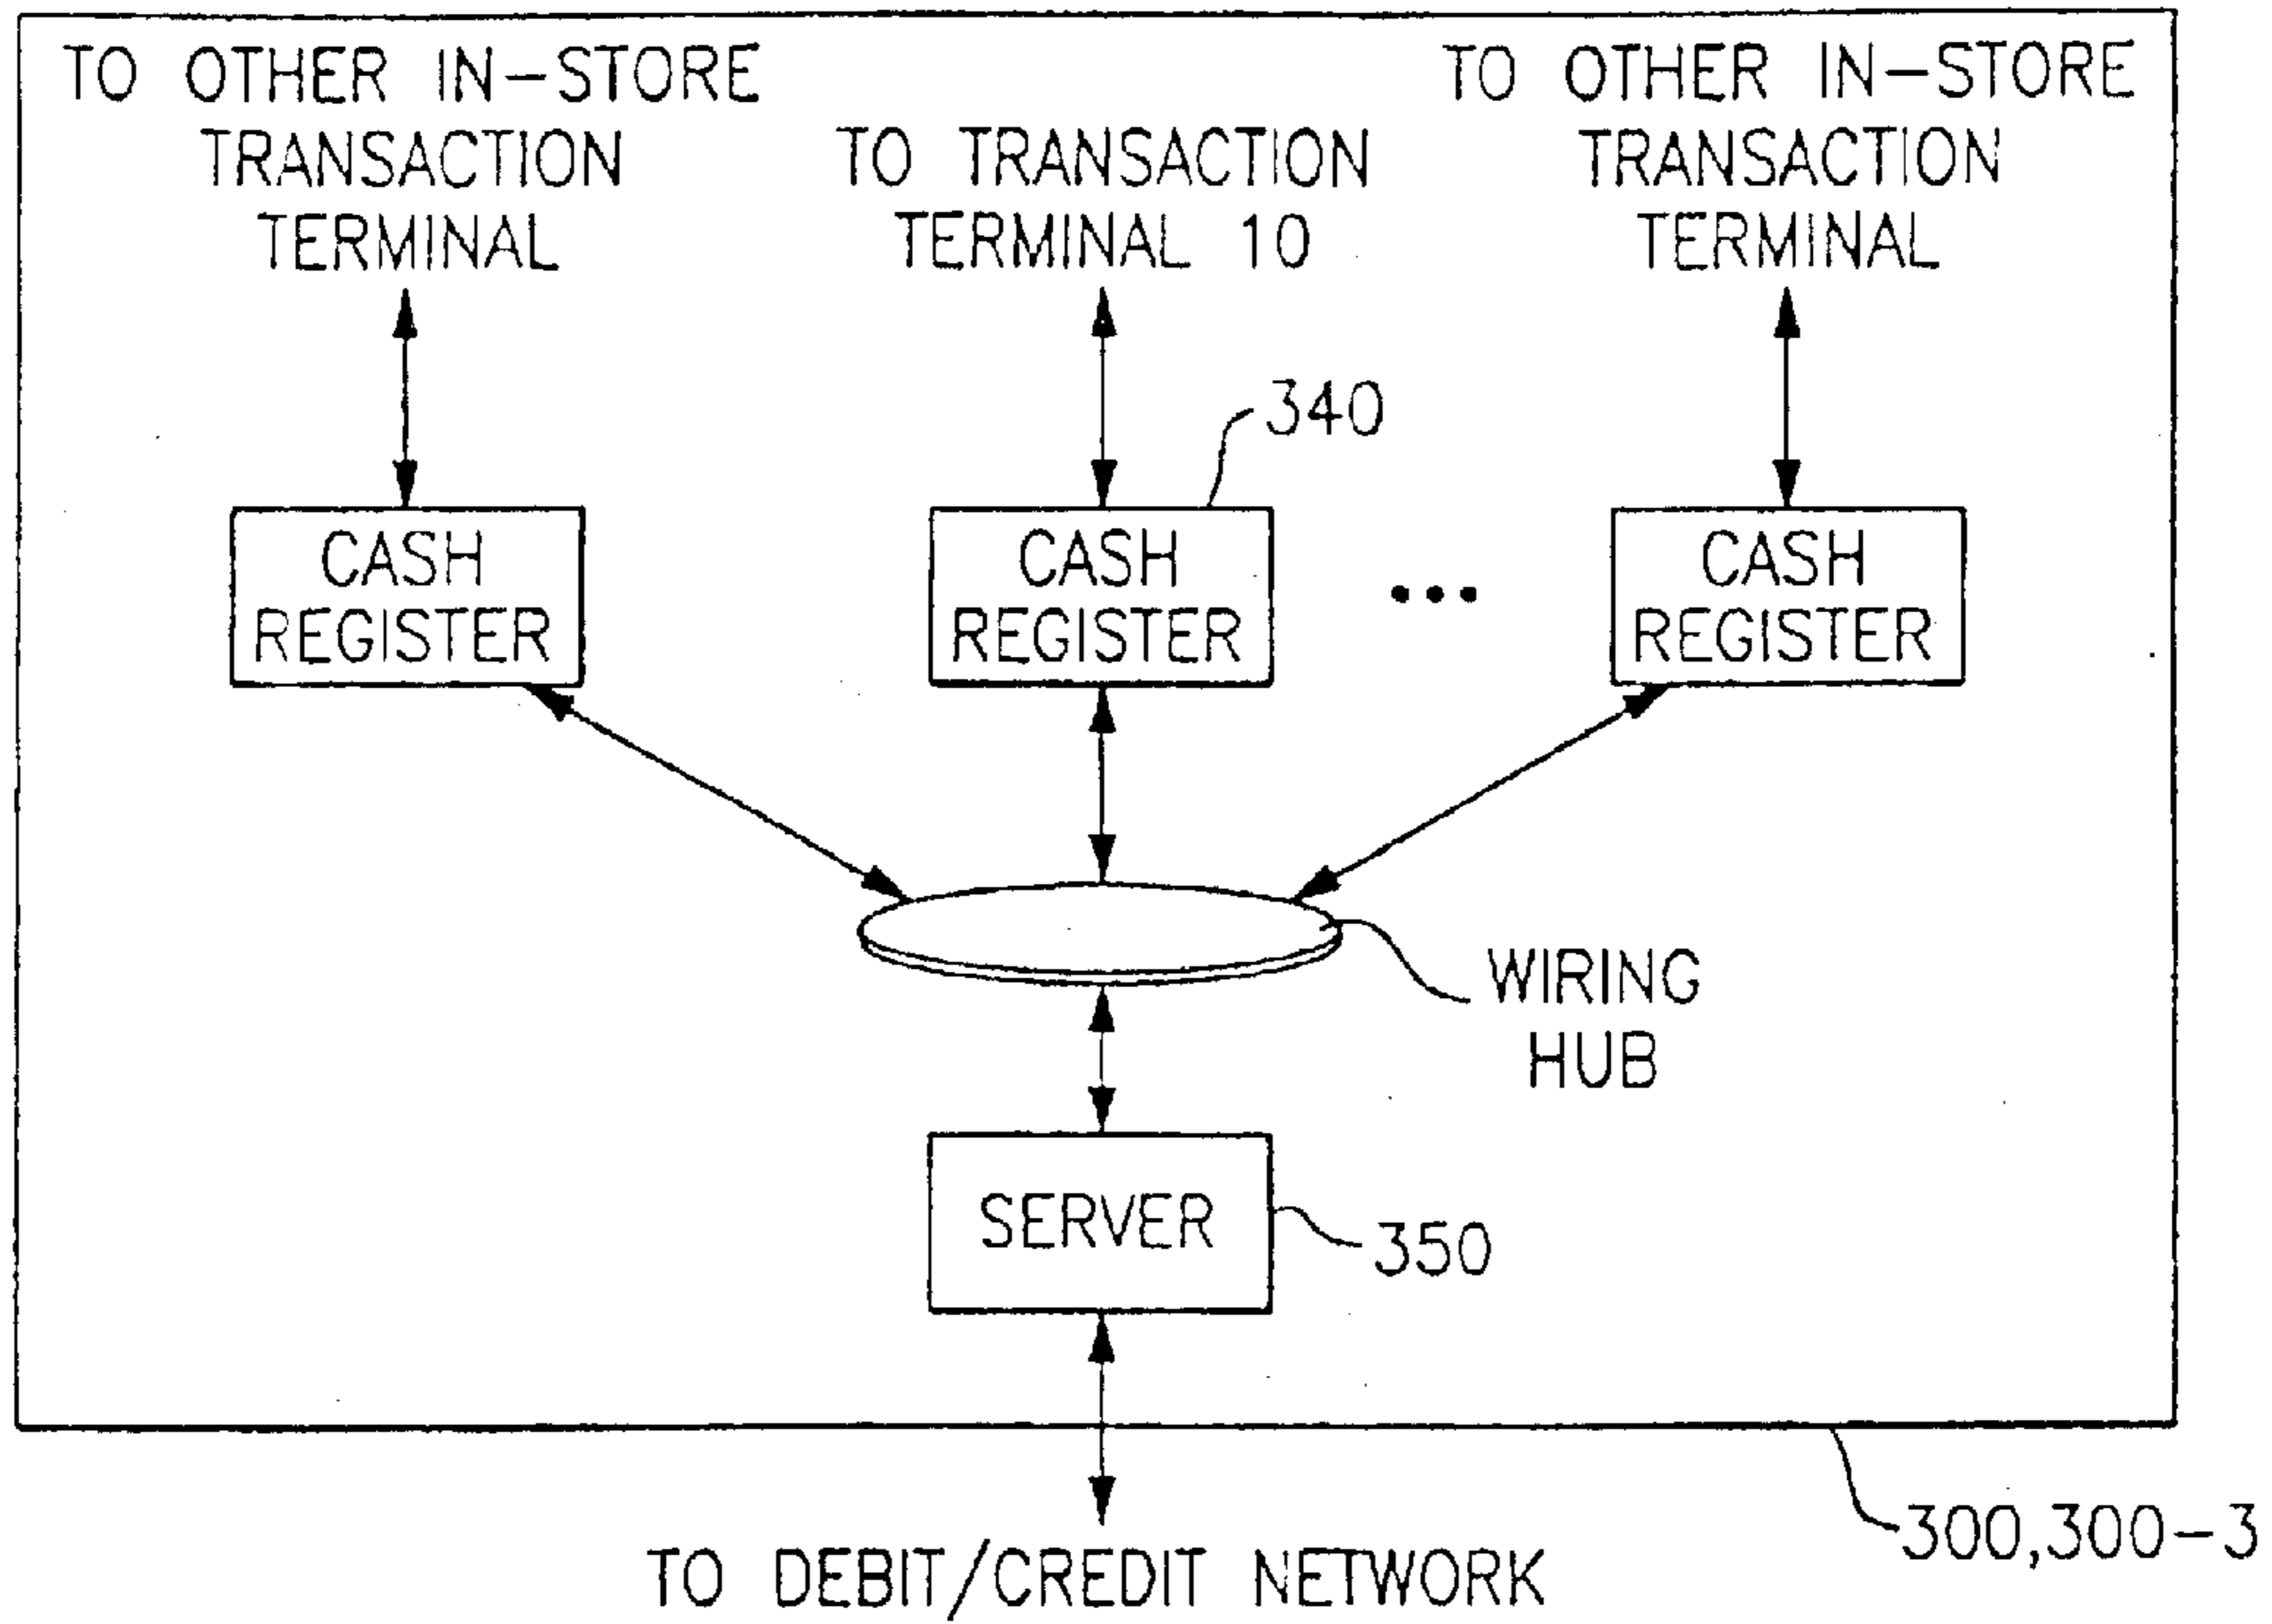 TO OTHER IN-STORE
TRANSACTION
TERMINAL
TO TRANSACTION
TERMINAL 10
TO OTHER IN-STORE
TRANSACTION
TERMINAL
340
CASH
REGISTER
CASH
REGISTER
•••
CASH
REGISTER
WIRING
HUB
SERVER
350
300,300-3
TO DEBIT/CREDIT NETWORK